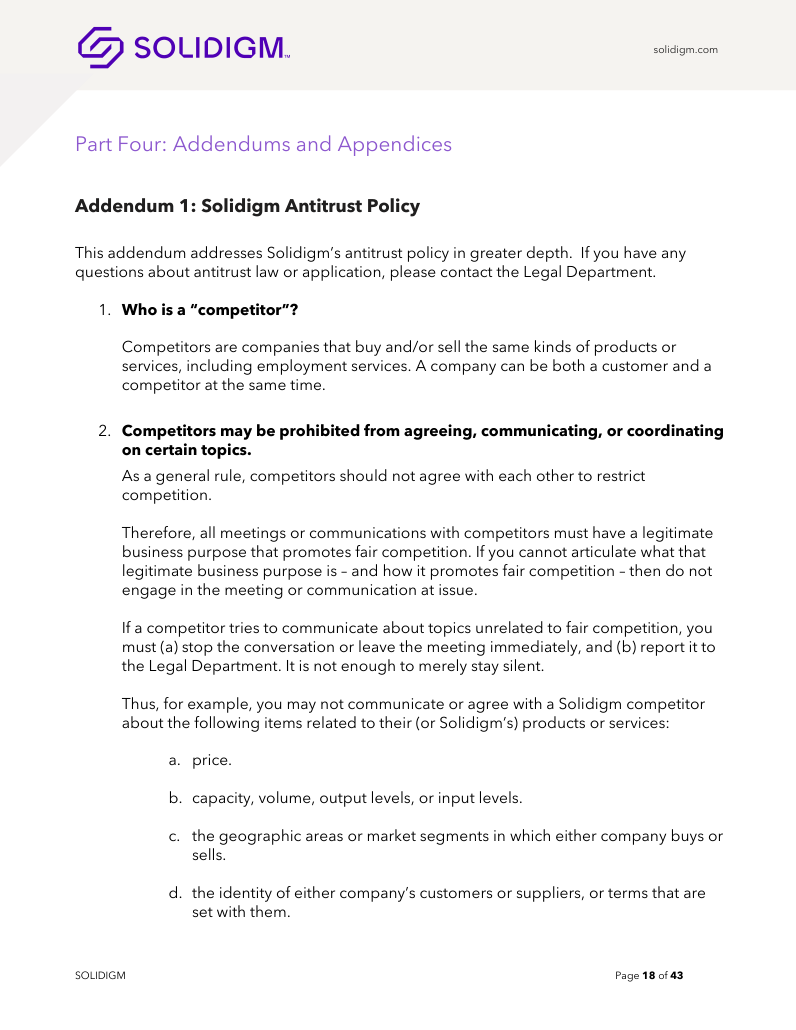 SOLIDIGM™
solidigm.com
Part Four: Addendums and Appendices
Addendum 1: Solidigm Antitrust Policy
This addendum addresses Solidigm’s antitrust policy in greater depth.  If you have any
questions about antitrust law or application, please contact the Legal Department.
1. Who is a “competitor”?
Competitors are companies that buy and/or sell the same kinds of products or
services, including employment services. A company can be both a customer and a
competitor at the same time.
2. Competitors may be prohibited from agreeing, communicating, or coordinating
on certain topics.
As a general rule, competitors should not agree with each other to restrict
competition.
Therefore, all meetings or communications with competitors must have a legitimate
business purpose that promotes fair competition. If you cannot articulate what that
legitimate business purpose is – and how it promotes fair competition – then do not
engage in the meeting or communication at issue.
If a competitor tries to communicate about topics unrelated to fair competition, you
must (a) stop the conversation or leave the meeting immediately, and (b) report it to
the Legal Department. It is not enough to merely stay silent.
Thus, for example, you may not communicate or agree with a Solidigm competitor
about the following items related to their (or Solidigm’s) products or services:
a. price.
b. capacity, volume, output levels, or input levels.
c. the geographic areas or market segments in which either company buys or
sells.
d. the identity of either company’s customers or suppliers, or terms that are
set with them.
SOLIDIGM
Page 18 of 43